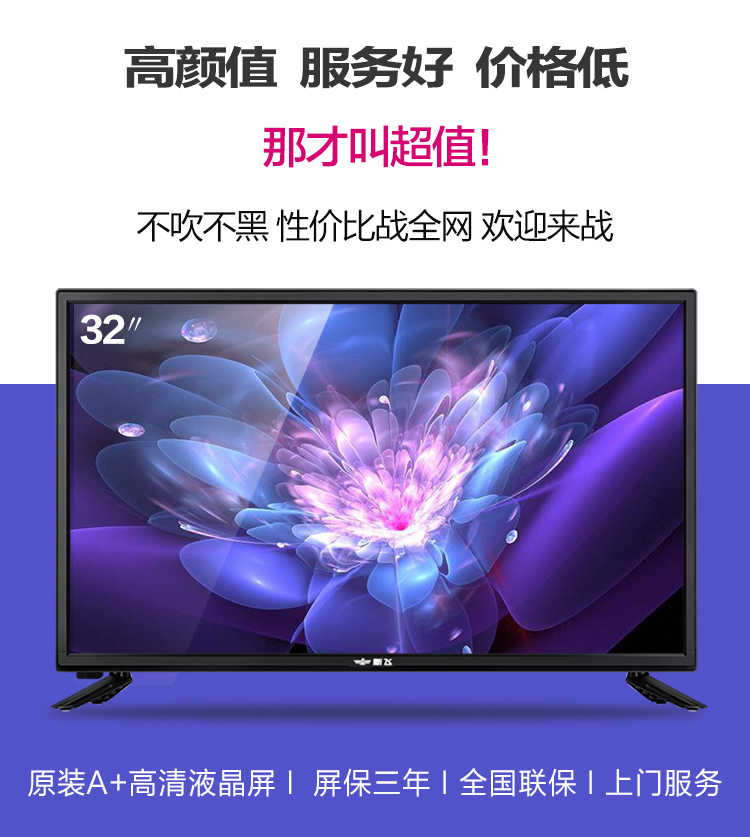 高颜值 服务好 价格低
那才叫超值!
不吹不黑 性价比战全网 欢迎来战
32"
新飞
原装A+高清液晶屏 | 屏保三年 | 全国联保 | 上门服务